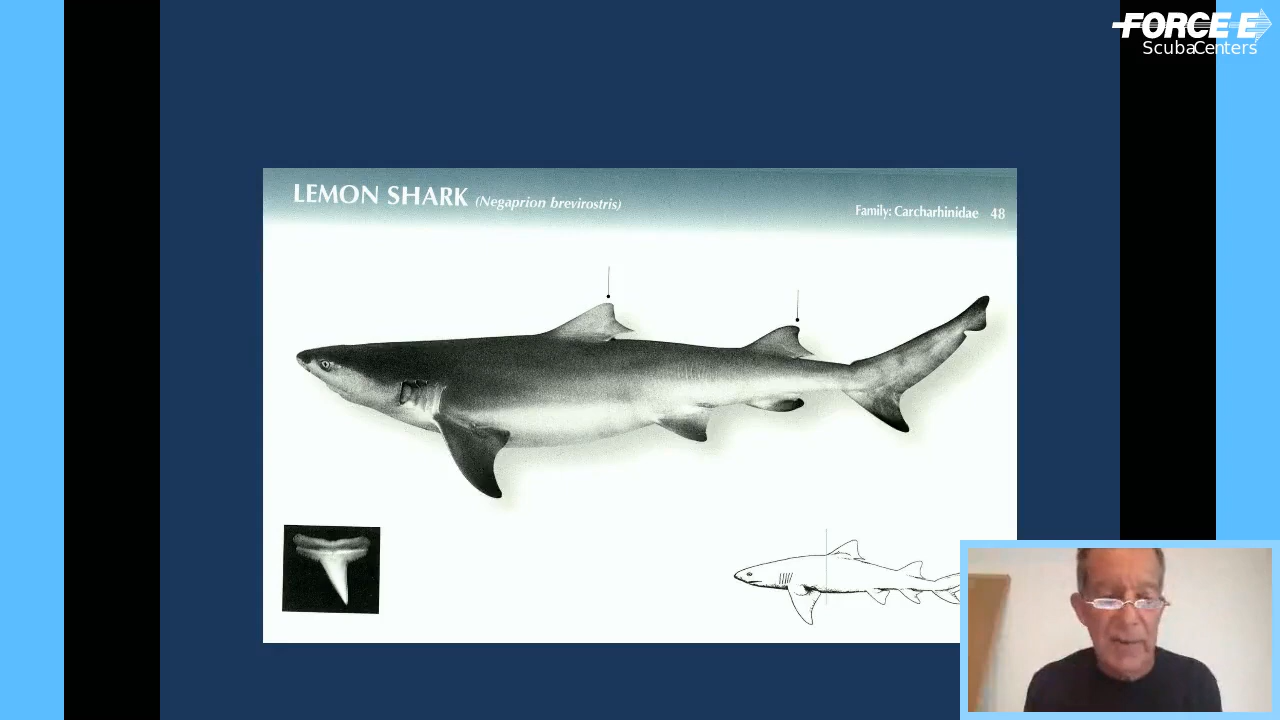 FORCE-E
ScubaCenters
LEMON SHARK (Negaprion brevirostris)
Family: Carcharhinidae 48